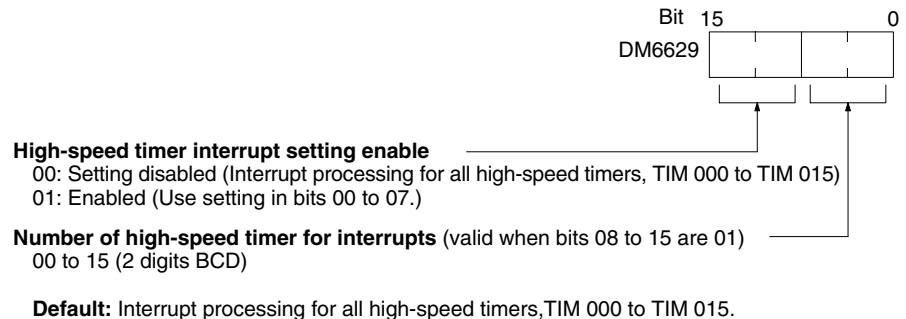 Bit 15 0
DM6629
High-speed timer interrupt setting enable
00: Setting disabled (Interrupt processing for all high-speed timers, TIM 000 to TIM 015)
01: Enabled (Use setting in bits 00 to 07.)
Number of high-speed timer for interrupts (valid when bits 08 to 15 are 01)
00 to 15 (2 digits BCD)
Default: Interrupt processing for all high-speed timers,TIM 000 to TIM 015.